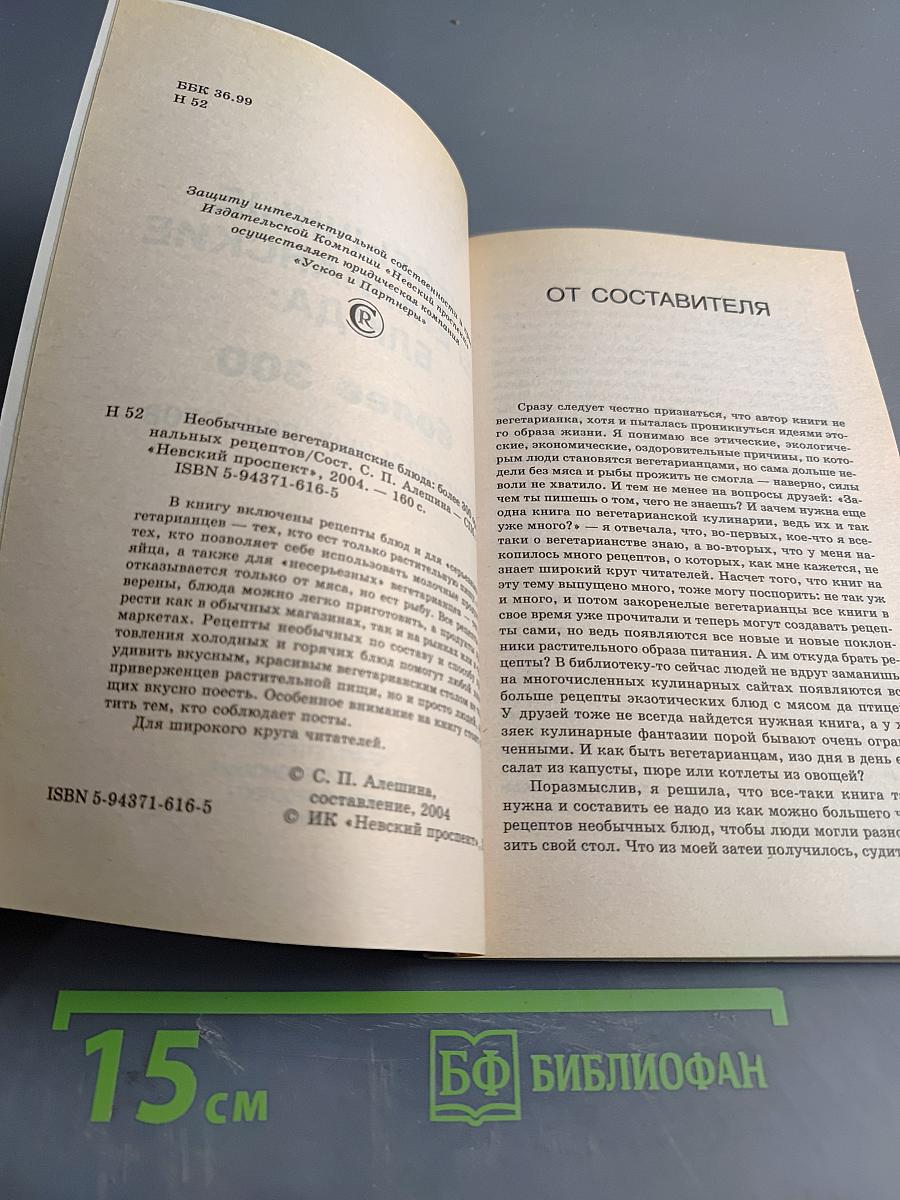 ББК 36.99
Н 52
Защиту интеллектуальной собственности и
Издательской Компании «Невский проспект»
осуществляет юридическая компания
«Усков и Партнеры»
Н 52
Необычные вегетарианские блюда: более 300
нальных рецептов/Сост. С. П. Алешина —
«Невский проспект», 2004. — 160 с.
ISBN 5-94371-616-5
В книгу включены рецепты блюд и для «серьезных»
гетарианцев — тех, кто ест только растительную пищу,
тех, кто позволяет себе использовать молочные
яйца, а также для «несерьезных» вегетарианцев —
отказывается только от мяса, но ест рыбу. Все
верены, блюда можно легко приготовить, а продукты
рести как в обычных магазинах, так и на рынках или в
маркетах. Рецепты необычных по составу и способу
товления холодных и горячих блюд помогут любой
удивить вкусным, красивым вегетарианским столом не
приверженцев растительной пищи, но и просто людей,
щих вкусно поесть. Особенное внимание на книгу стоит
тить тем, кто соблюдает посты.
Для широкого круга читателей.
© С. П. Алешина,
составление, 2004
ISBN 5-94371-616-5
© ИК «Невский проспект»,
ОТ СОСТАВИТЕЛЯ
Сразу следует честно признаться, что автор книги не
вегетарианка, хотя и пыталась проникнуться идеями это-
го образа жизни. Я понимаю все этические, экологиче-
ские, экономические, оздоровительные причины, по кото-
рым люди становятся вегетарианцами, но сама дольше не-
дели без мяса и рыбы прожить не смогла — наверно, силы
воли не хватило. И тем не менее на вопросы друзей: «За-
чем ты пишешь о том, чего не знаешь? И зачем нужна еще
одна книга по вегетарианской кулинарии, ведь их и так
уже много?» — я отвечала, что, во-первых, кое-что я все-
таки о вегетарианстве знаю, а во-вторых, что у меня на-
копилось много рецептов, о которых, как мне кажется, не
знает широкий круг читателей. Насчет того, что книг на
эту тему выпущено много, тоже могу поспорить: не так уж
и много, и потом закоренелые вегетарианцы все книги в
свое время уже прочитали и теперь могут создавать рецеп-
ты сами, но ведь появляются все новые и новые поклон-
ники растительного образа питания. А им откуда брать ре-
цепты? В библиотеку-то сейчас людей не вдруг заманишь
на многочисленных кулинарных сайтах появляются вс
больше рецепты экзотических блюд с мясом да птице
У друзей тоже не всегда найдется нужная книга, а у х
зяек кулинарные фантазии порой бывают очень огра
ченными. И как быть вегетарианцам, изо дня в день е
салат из капусты, пюре или котлеты из овощей?
Поразмыслив, я решила, что все-таки книга та
нужна и составить ее надо из как можно большего ч
рецептов необычных блюд, чтобы люди могли разно
зить свой стол. Что из моей затеи получилось, судит
15 см
БФ БИБЛИОФАН